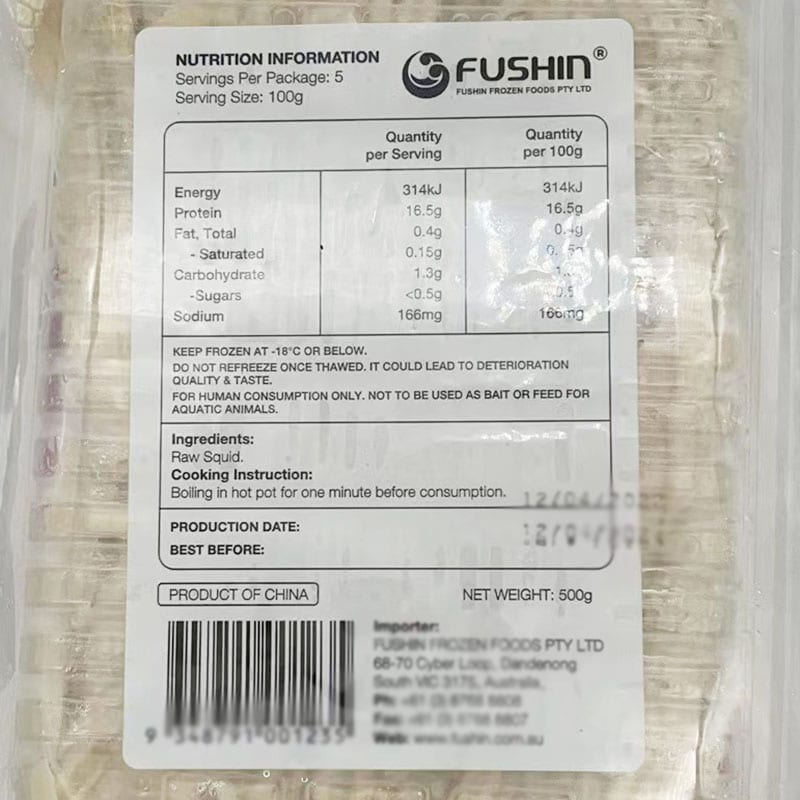 NUTRITION INFORMATION
Servings Per Package: 5
Serving Size: 100g
FUSHIN®
FUSHIN FROZEN FOODS PTY LTD
Quantity per Serving
Quantity per 100g
Energy 314kJ 314kJ
Protein 16.5g 16.5g
Fat, Total 0.4g
- Saturated 0.15g
Carbohydrate 1.3g
-Sugars <0.5g
Sodium 166mg 166mg
KEEP FROZEN AT -18°C OR BELOW.
DO NOT REFREEZE ONCE THAWED. IT COULD LEAD TO DETERIORATION
QUALITY & TASTE.
FOR HUMAN CONSUMPTION ONLY. NOT TO BE USED AS BAIT OR FEED FOR
AQUATIC ANIMALS.
Ingredients:
Raw Squid.
Cooking Instruction:
Boiling in hot pot for one minute before consumption.
PRODUCTION DATE:
BEST BEFORE:
PRODUCT OF CHINA
NET WEIGHT: 500g
Importer:
FUSHIN FROZEN FOODS PTY LTD
68-70 Cyber Loop, Dandenong
South VIC 3175, Australia
9 348791 001235